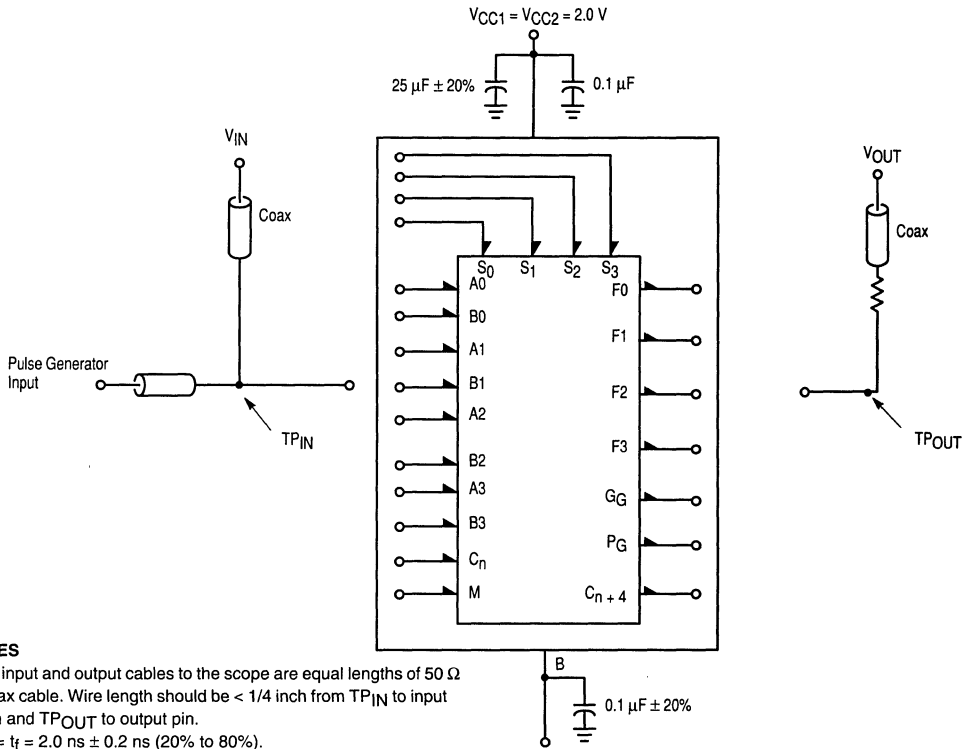 VCC1 = VCC2 = 2.0 V
25 μF ± 20%
0.1 μF
VIN
Coax
VOUT
Coax
S0 S1 S2 S3
A0
B0
A1
B1
A2
B2
A3
B3
Cn
M
F0
F1
F2
F3
GG
PG
Cn + 4
Pulse Generator
Input
TPIN
TPOUT
B
0.1 μF ± 20%
input and output cables to the scope are equal lengths of 50 Ω
cable. Wire length should be < 1/4 inch from TPIN to input
and TPOUT to output pin.
= tf = 2.0 ns ± 0.2 ns (20% to 80%).